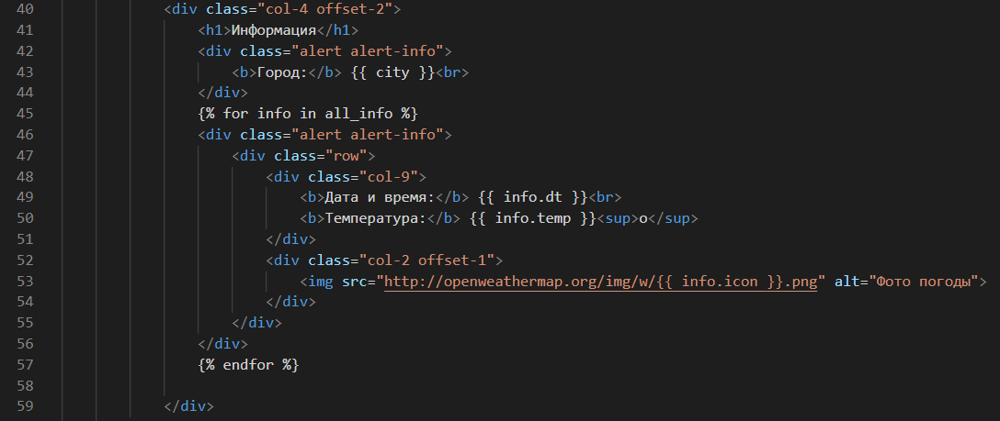 40 <div class="col-4 offset-2">
41 <h1>Информация</h1>
42 <div class="alert alert-info">
43 <b>Город:</b> {{ city }}<br>
44 </div>
45 {% for info in all_info %}
46 <div class="alert alert-info">
47 <div class="row">
48 <div class="col-9">
49 <b>Дата и время:</b> {{ info.dt }}<br>
50 <b>Температура:</b> {{ info.temp }}<sup>o</sup>
51 </div>
52 <div class="col-2 offset-1">
53 <img src="http://openweathermap.org/img/w/{{ info.icon }}.png" alt="Фото погоды">
54 </div>
55 </div>
56 </div>
57 {% endfor %}
58
59 </div>